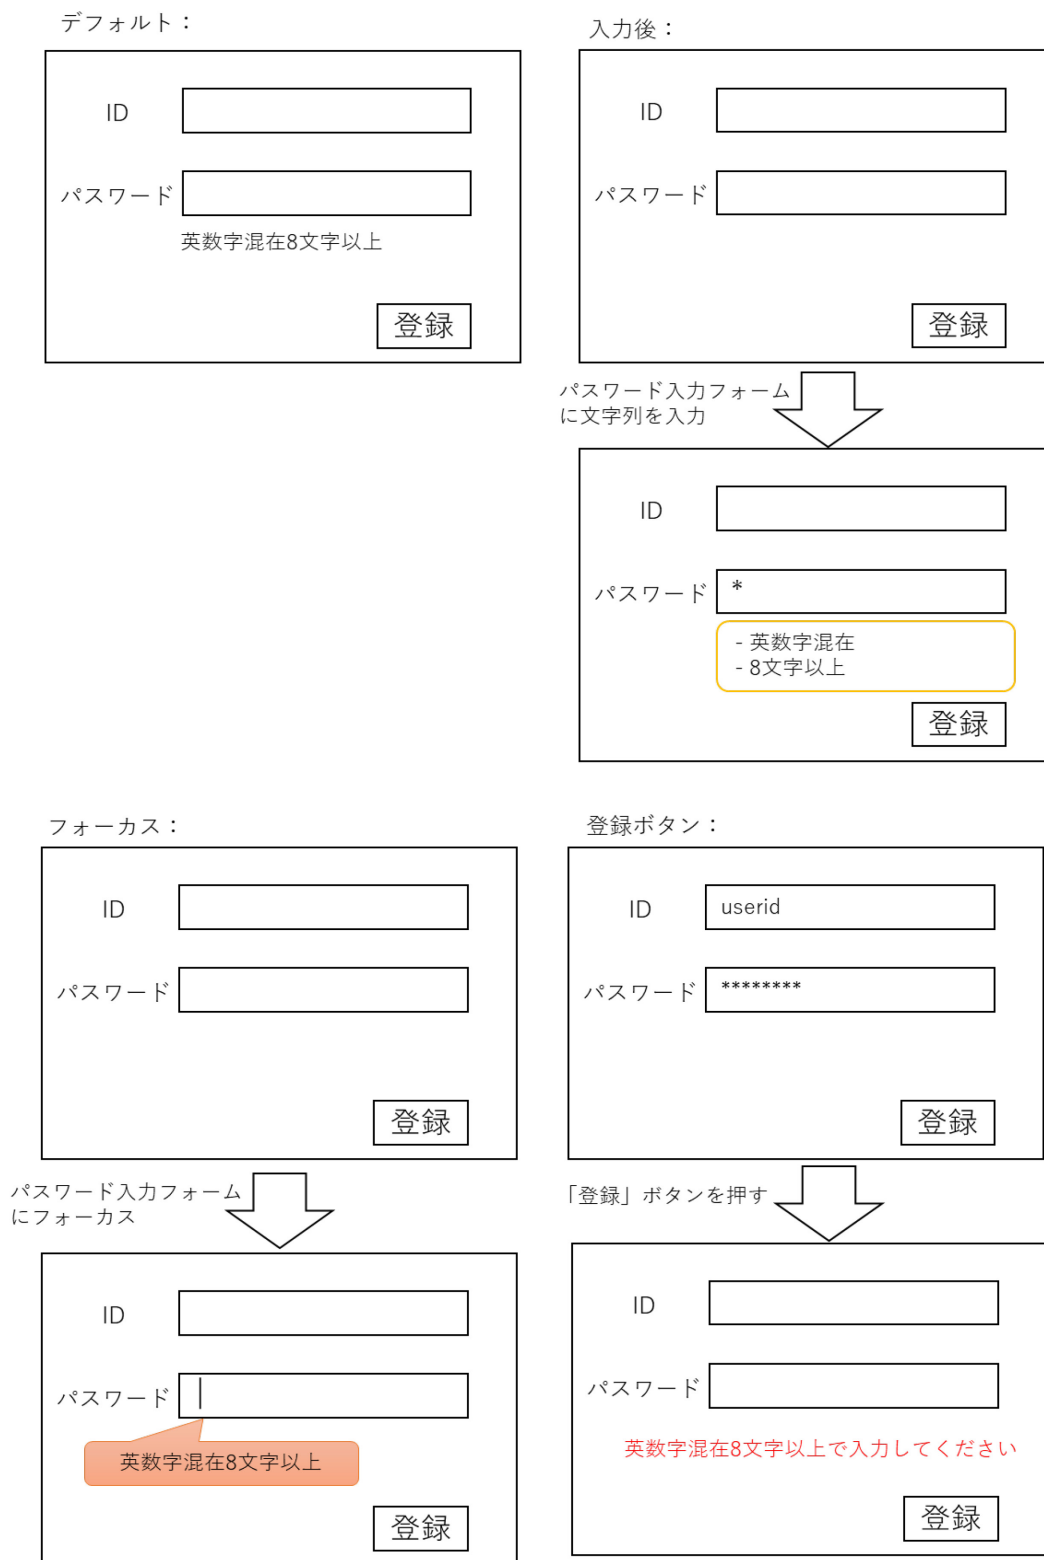 デフォルト：
ID
パスワード
英数字混在8文字以上
登録
入力後：
ID
パスワード
登録
パスワード入力フォーム
に文字列を入力
ID
パスワード
*
- 英数字混在
- 8文字以上
登録
フォーカス：
ID
パスワード
登録
パスワード入力フォーム
にフォーカス
ID
パスワード
英数字混在8文字以上
登録
登録ボタン：
ID
userid
パスワード
********
登録
「登録」ボタンを押す
ID
パスワード
英数字混在8文字以上で入力してください
登録